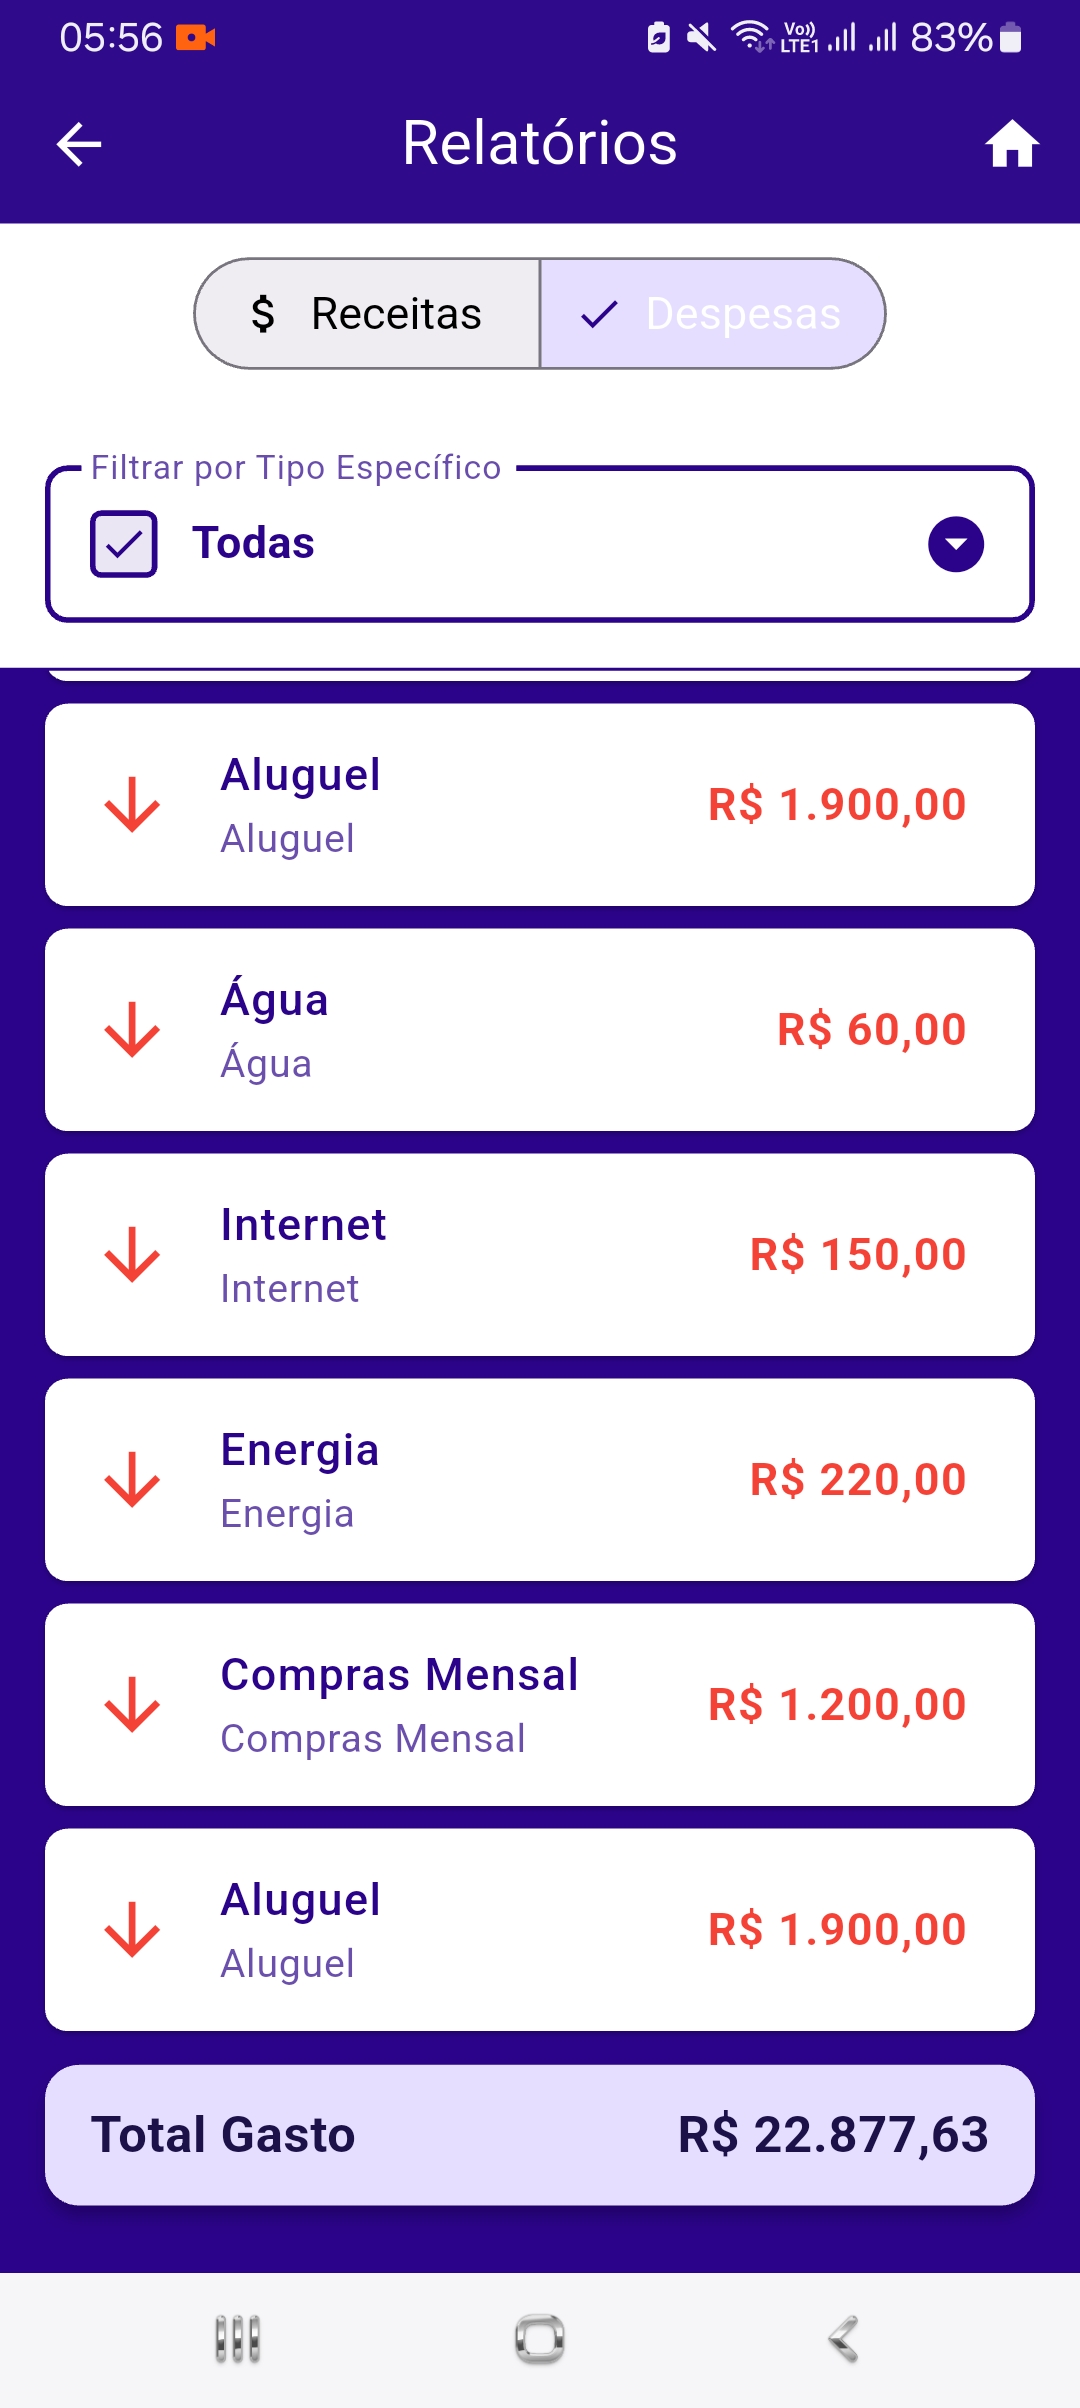 05:56
Vo)) LTE1 83%
Relatórios
$ Receitas Despesas
Filtrar por Tipo Específico
Todas
Aluguel
Aluguel
R$ 1.900,00
Água
Água
R$ 60,00
Internet
Internet
R$ 150,00
Energia
Energia
R$ 220,00
Compras Mensal
Compras Mensal
R$ 1.200,00
Aluguel
Aluguel
R$ 1.900,00
Total Gasto R$ 22.877,63